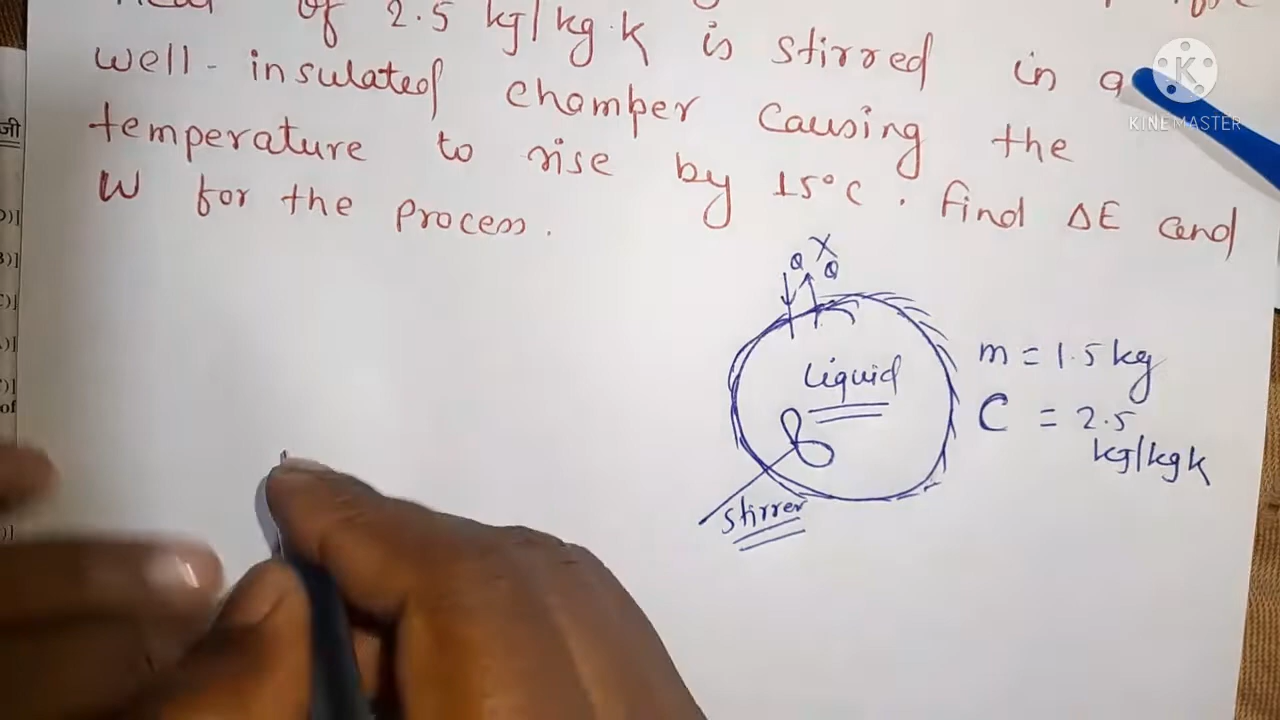 of 2.5 kJ/kg.K is stirred in a
well-insulated chamber causing the
temperature to rise by 15°C. find ΔE and
W for the process.
KINEMASTER
X
Q Q
Liquid
m = 1.5 kg
C = 2.5
kJ/kgK
Stirrer
जी
of